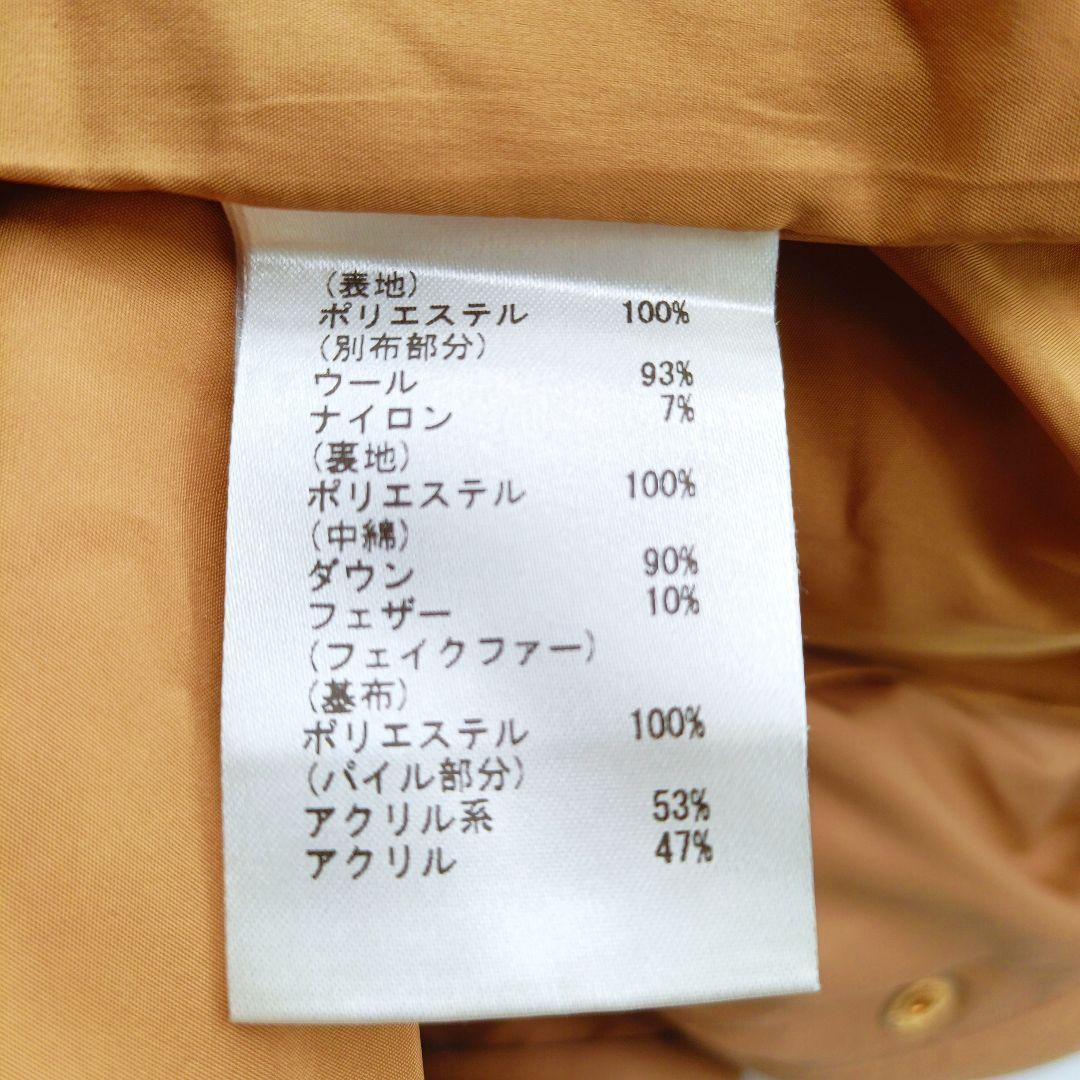 (表地)
ポリエステル 100%
(別布部分)
ウール 93%
ナイロン 7%
(裏地)
ポリエステル 100%
(中綿)
ダウン 90%
フェザー 10%
(フェイクファー)
(基布)
ポリエステル 100%
(パイル部分)
アクリル系 53%
アクリル 47%